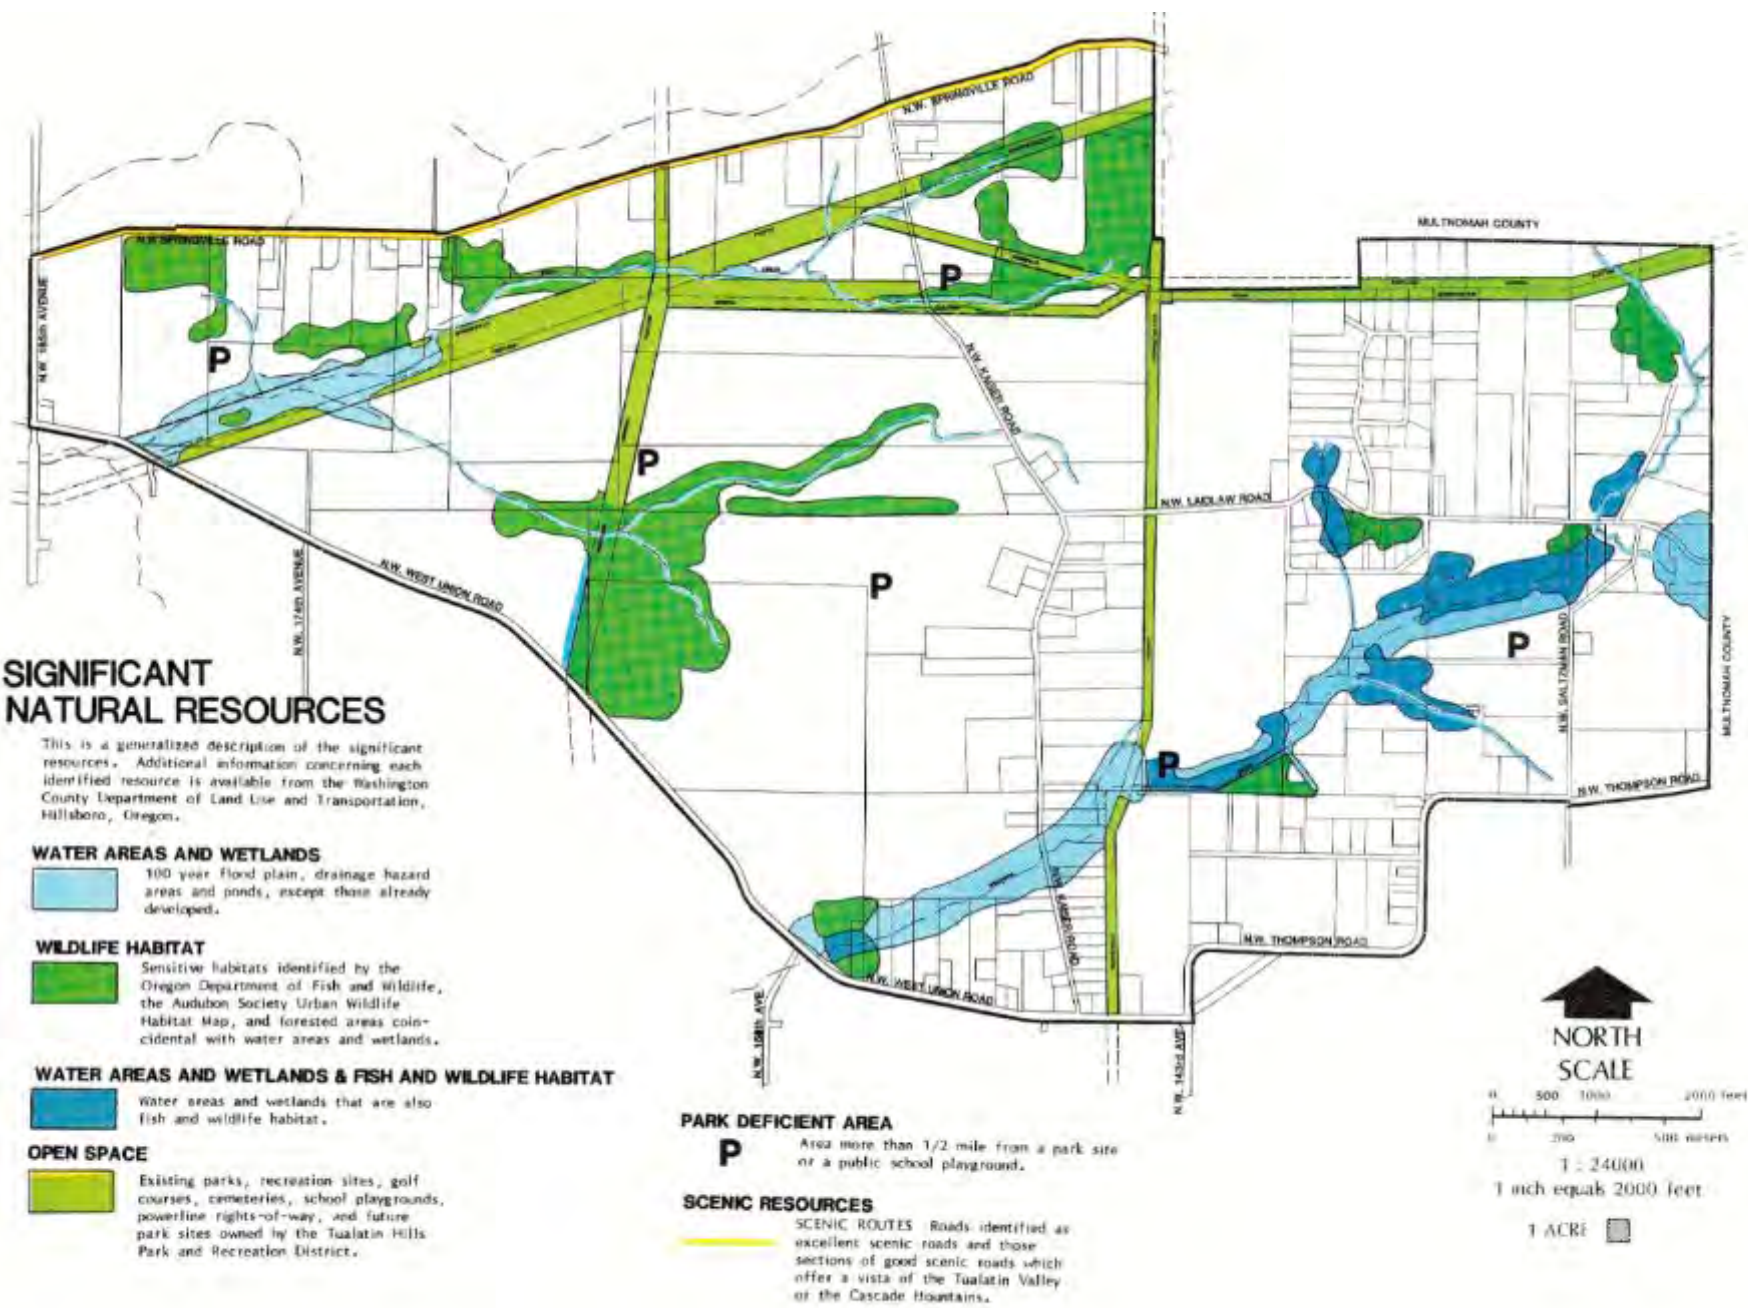 N.W. SPRINGVILLE ROAD
MULTNOMAH COUNTY
N.W. SPRINGVILLE ROAD
P
N.W. 185th AVENUE
P
N.W. KAISER ROAD
P
N.W. LAIDLAW ROAD
P
N.W. WEST UNION ROAD
N.W. 174th AVENUE
P
N.W. SALTZMAN ROAD
MULTNOMAH COUNTY
P
N.W. THOMPSON ROAD
N.W. KAISER ROAD
N.W. THOMPSON ROAD
N.W. WEST UNION ROAD
N.W. 143rd AVE
SIGNIFICANT
NATURAL RESOURCES
This is a generalized description of the significant
resources. Additional information concerning each
identified resource is available from the Washington
County Department of Land Use and Transportation,
Hillsboro, Oregon.
WATER AREAS AND WETLANDS
100 year flood plain, drainage hazard
areas and ponds, except those already
developed.
WILDLIFE HABITAT
Sensitive habitats identified by the
Oregon Department of Fish and Wildlife,
the Audubon Society Urban Wildlife
Habitat Map, and forested areas coin-
cidental with water areas and wetlands.
WATER AREAS AND WETLANDS & FISH AND WILDLIFE HABITAT
Water areas and wetlands that are also
fish and wildlife habitat.
OPEN SPACE
Existing parks, recreation sites, golf
courses, cemeteries, school playgrounds,
powerline rights-of-way, and future
park sites owned by the Tualatin Hills
Park and Recreation District.
PARK DEFICIENT AREA
P
Area more than 1/2 mile from a park site
or a public school playground.
SCENIC RESOURCES
SCENIC ROUTES Roads identified as
excellent scenic roads and those
sections of good scenic roads which
offer a vista of the Tualatin Valley
or the Cascade Mountains.
NORTH
SCALE
0 500 1000 2000 feet
0 200 500 meters
1 : 24000
1 inch equals 2000 feet
1 ACRE